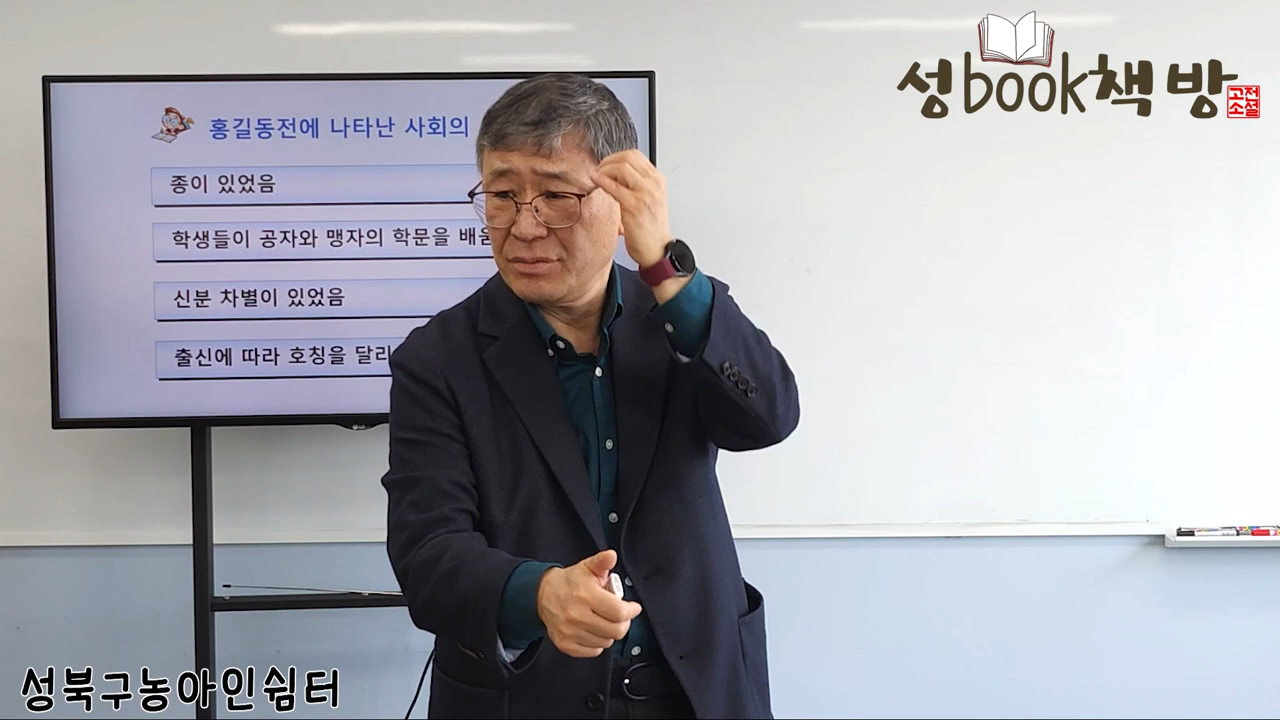 성book책방
고전
소설
홍길동전에 나타난 사회의
종이 있었음
학생들이 공자와 맹자의 학문을 배움
신분 차별이 있었음
출신에 따라 호칭을 달리
성북구농아인쉼터